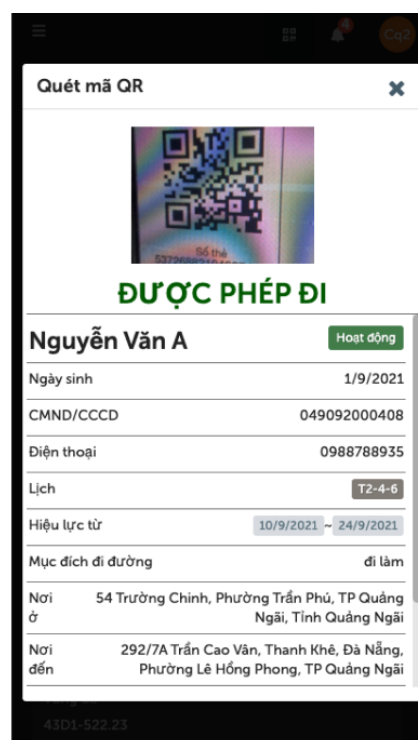 4
Cq2
Quét mã QR
Số thẻ
ĐƯỢC PHÉP ĐI
Nguyễn Văn A
Hoạt động
Ngày sinh
1/9/2021
CMND/CCCD
049092000408
Điện thoại
0988788935
Lịch
T2-4-6
Hiệu lực từ
10/9/2021 ~ 24/9/2021
Mục đích đi đường
đi làm
Nơi ở
54 Trường Chinh, Phường Trần Phú, TP Quảng
Ngãi, Tỉnh Quảng Ngãi
Nơi đến
292/7A Trần Cao Vân, Thanh Khê, Đà Nẵng,
Phường Lê Hồng Phong, TP Quảng Ngãi
43D1-522.23